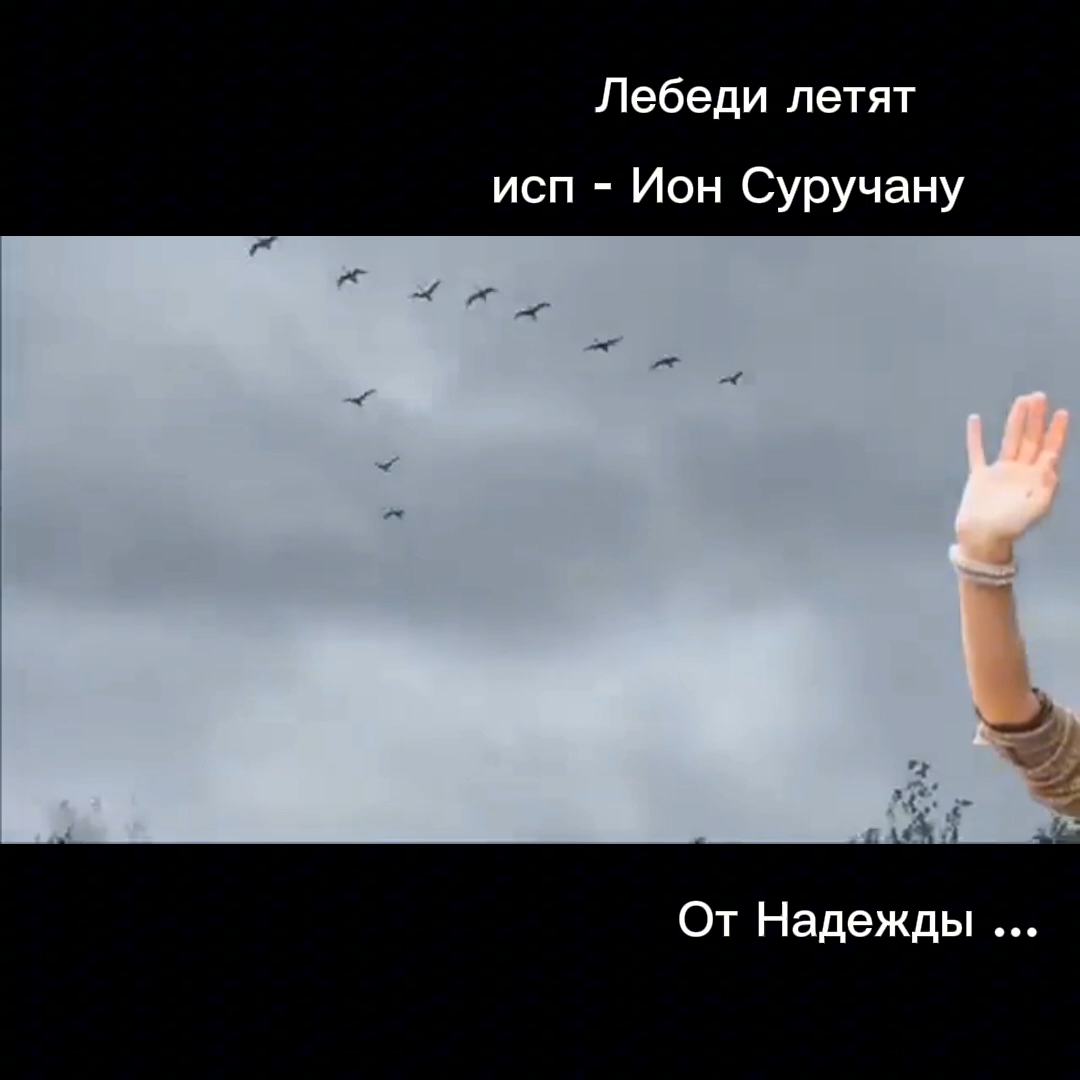 Лебеди летят
исп - Ион Суручану
От Надежды ...